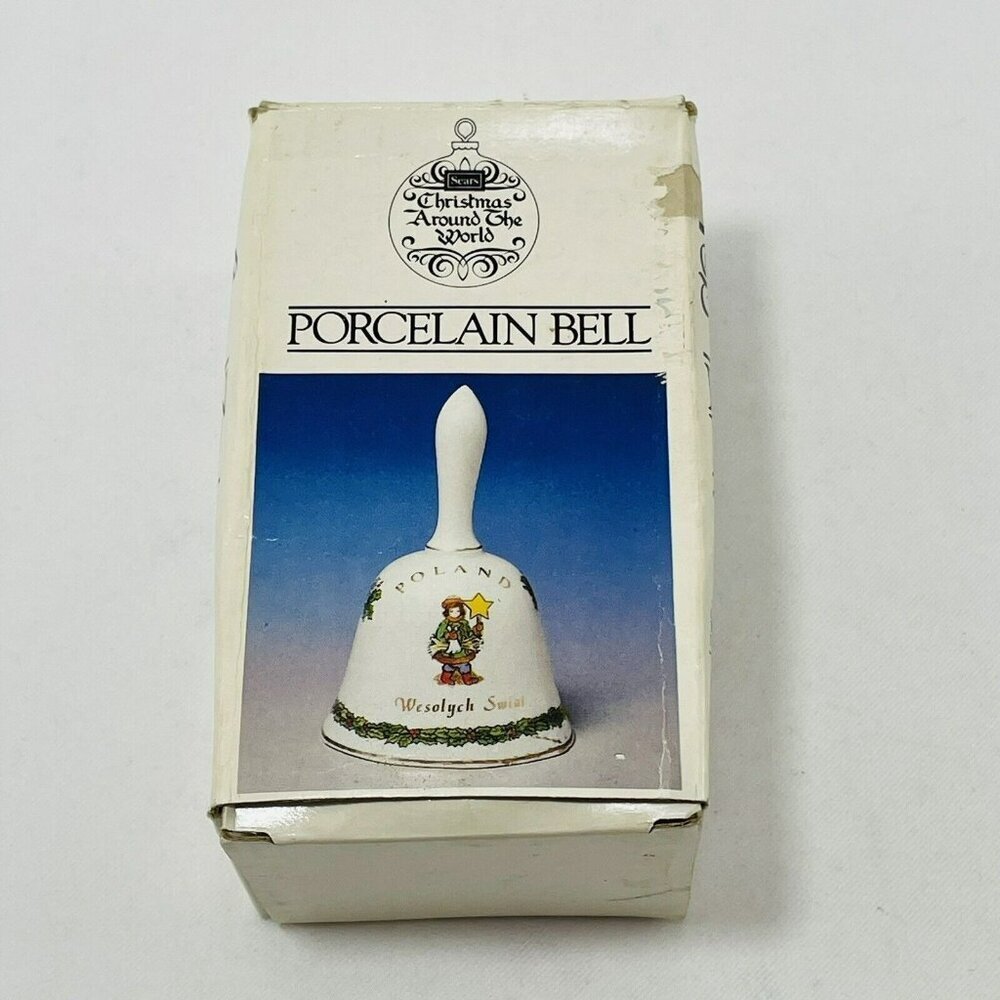 Sears
Christmas
Around The
World
PORCELAIN BELL
POLAND
Wesolych Swiat